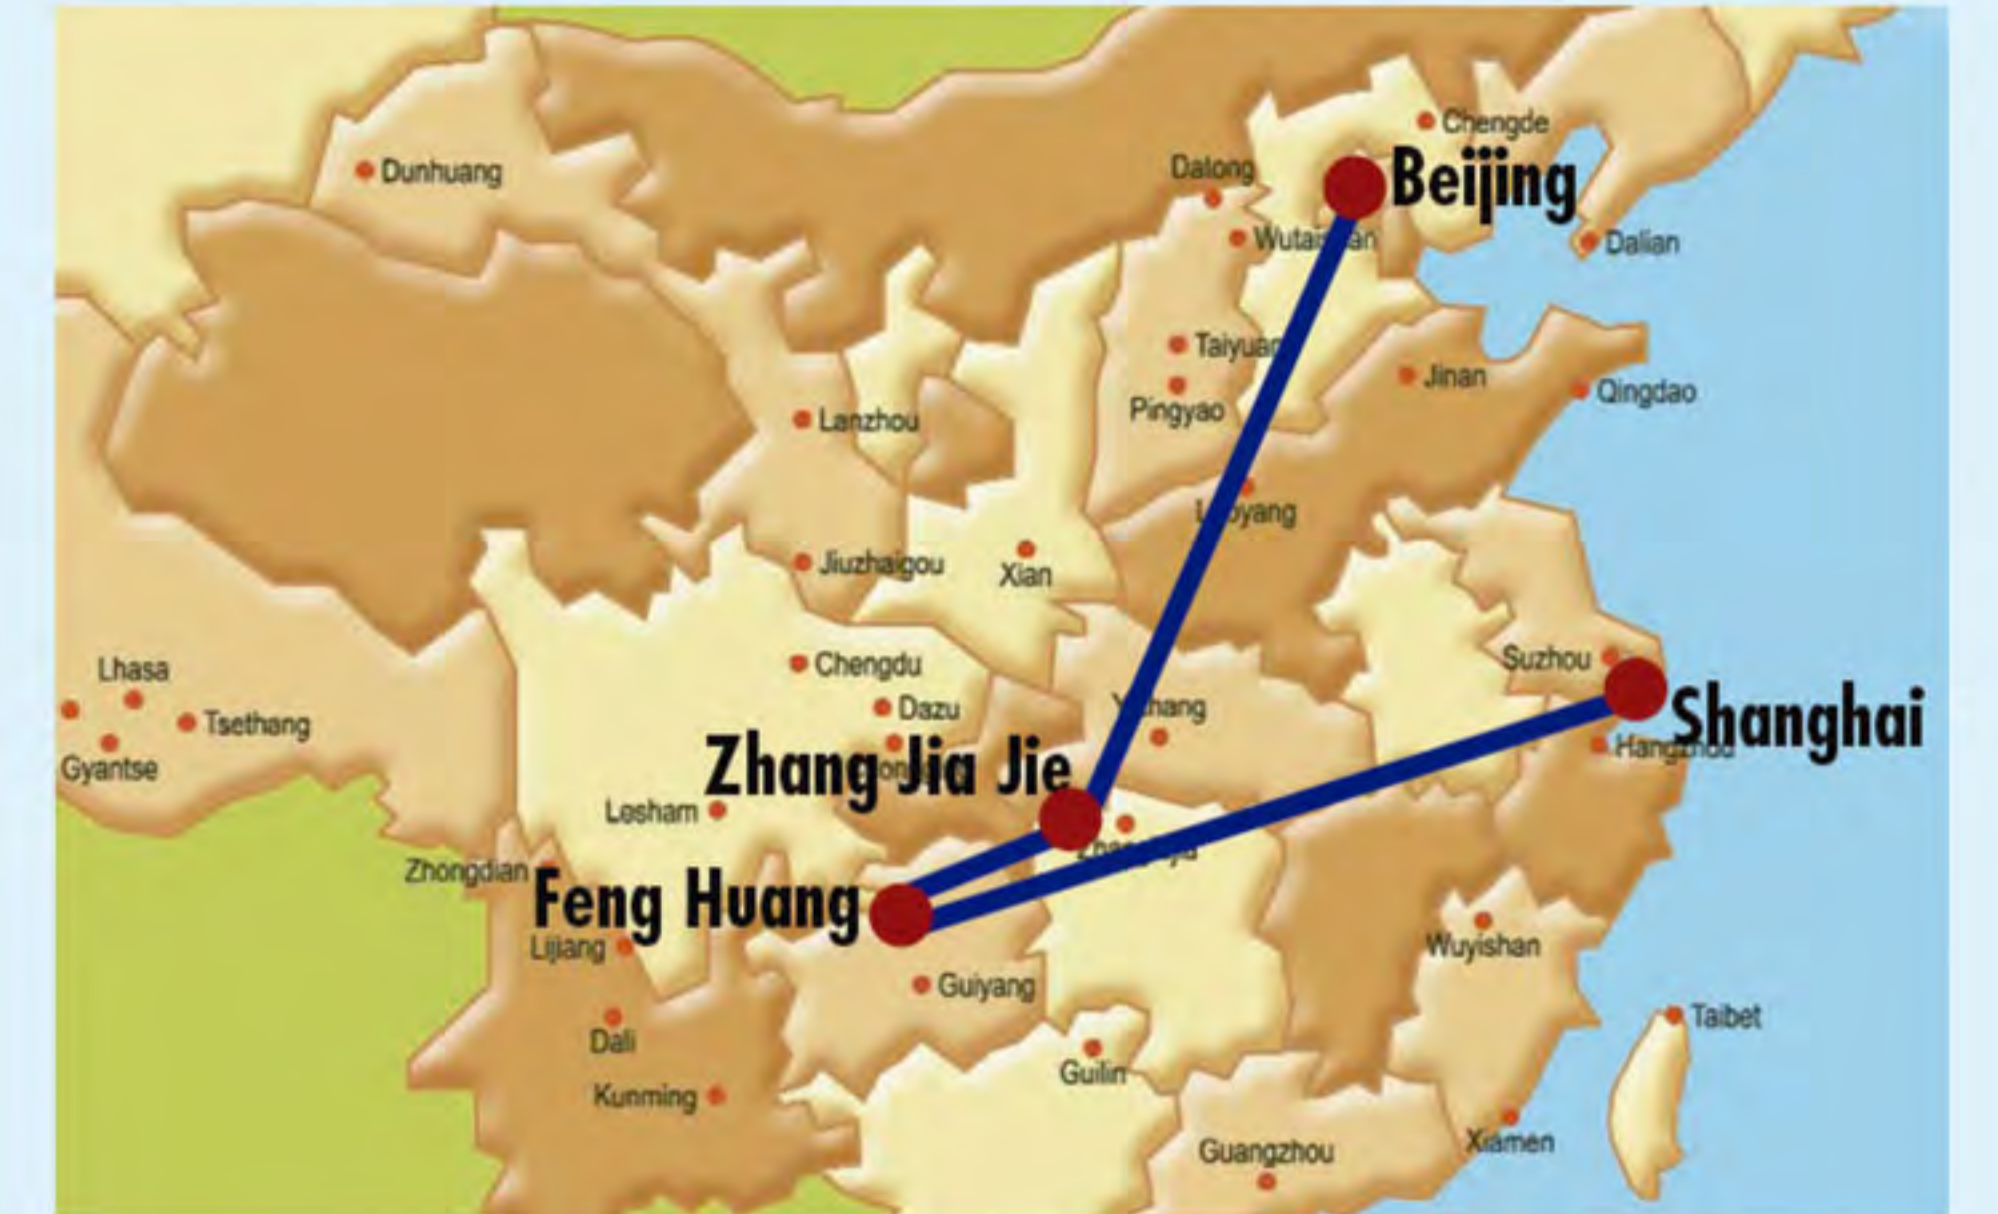 Chengde
Beijing
Datong
Dunhuang
Dalian
Taiyuan
Jinan
Qingdao
Pingyao
Lanzhou
Jiuzhaigou
Xian
Suzhou
Chengdu
Lhasa
Dazu
Shanghai
Tsethang
Zhang Jia Jie
Gyantse
Lesham
Zhongdian
Feng Huang
Lijiang
Wuyishan
Guiyang
Taibet
Dali
Guilin
Kunming
Xiamen
Guangzhou